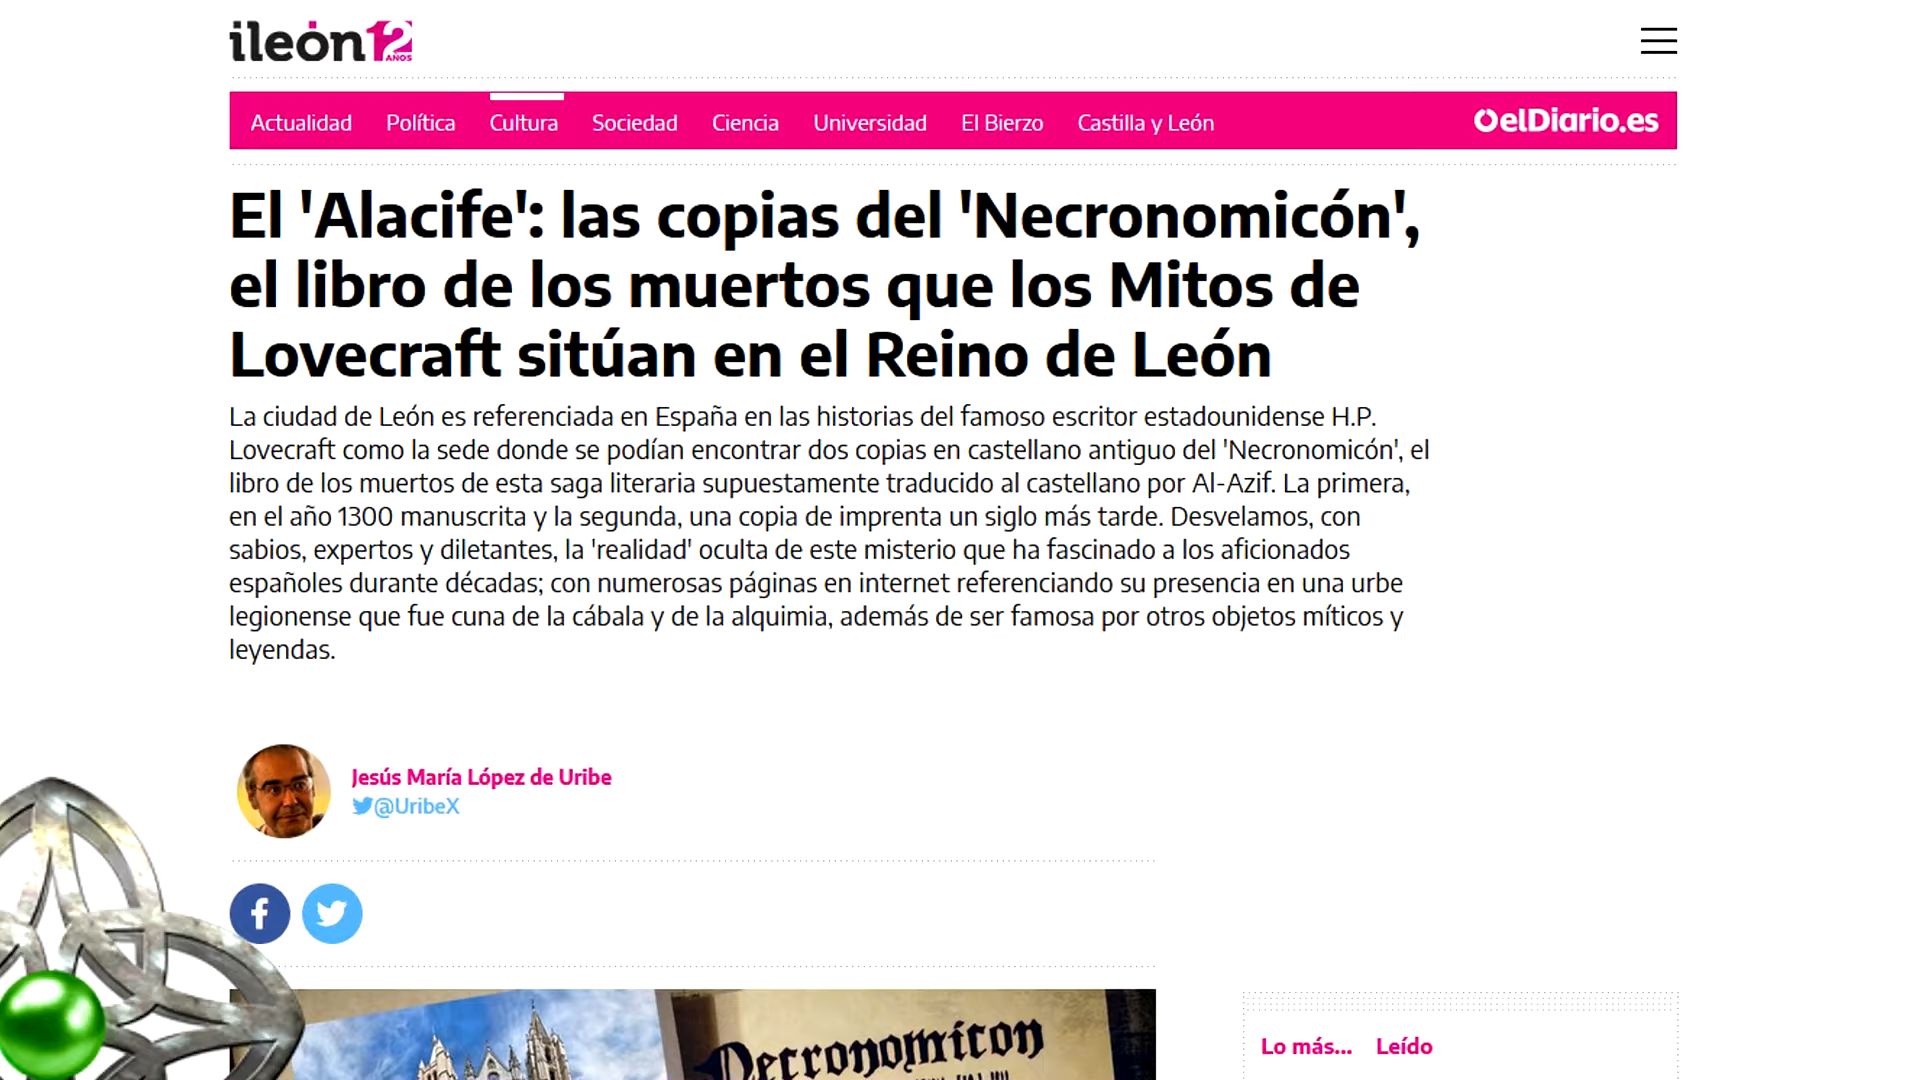 ileón12
AÑOS
Actualidad Política Cultura Sociedad Ciencia Universidad El Bierzo Castilla y León elDiario.es
El 'Alacife': las copias del 'Necronomicón',
el libro de los muertos que los Mitos de
Lovecraft sitúan en el Reino de León
La ciudad de León es referenciada en España en las historias del famoso escritor estadounidense H.P.
Lovecraft como la sede donde se podían encontrar dos copias en castellano antiguo del 'Necronomicón', el
libro de los muertos de esta saga literaria supuestamente traducido al castellano por Al-Azif. La primera,
en el año 1300 manuscrita y la segunda, una copia de imprenta un siglo más tarde. Desvelamos, con
sabios, expertos y diletantes, la 'realidad' oculta de este misterio que ha fascinado a los aficionados
españoles durante décadas; con numerosas páginas en internet referenciando su presencia en una urbe
legionense que fue cuna de la cábala y de la alquimia, además de ser famosa por otros objetos míticos y
leyendas.
Jesús María López de Uribe
@UribeX
Necronomicon
Lo más... Leído